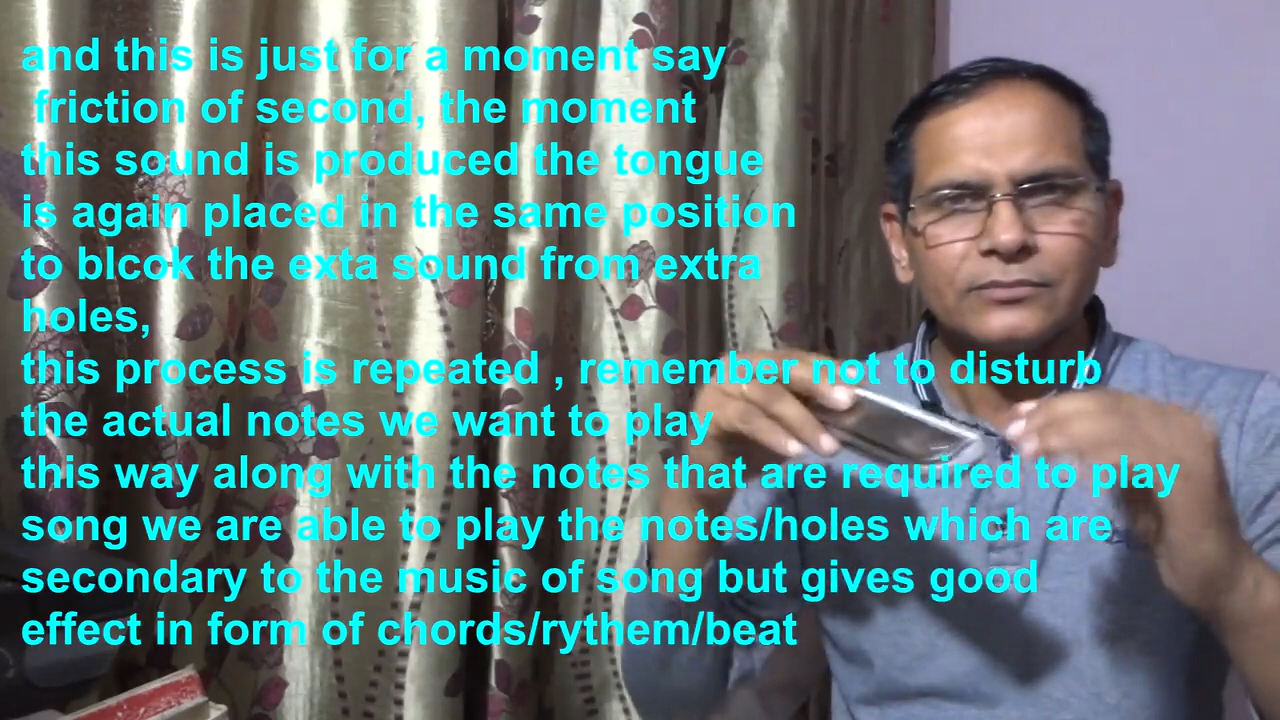 and this is just for a moment say
friction of second, the moment
this sound is produced the tongue
is again placed in the same position
to blcok the exta sound from extra
holes,
this process is repeated , remember not to disturb
the actual notes we want to play
this way along with the notes that are required to play
song we are able to play the notes/holes which are
secondary to the music of song but gives good
effect in form of chords/rythem/beat